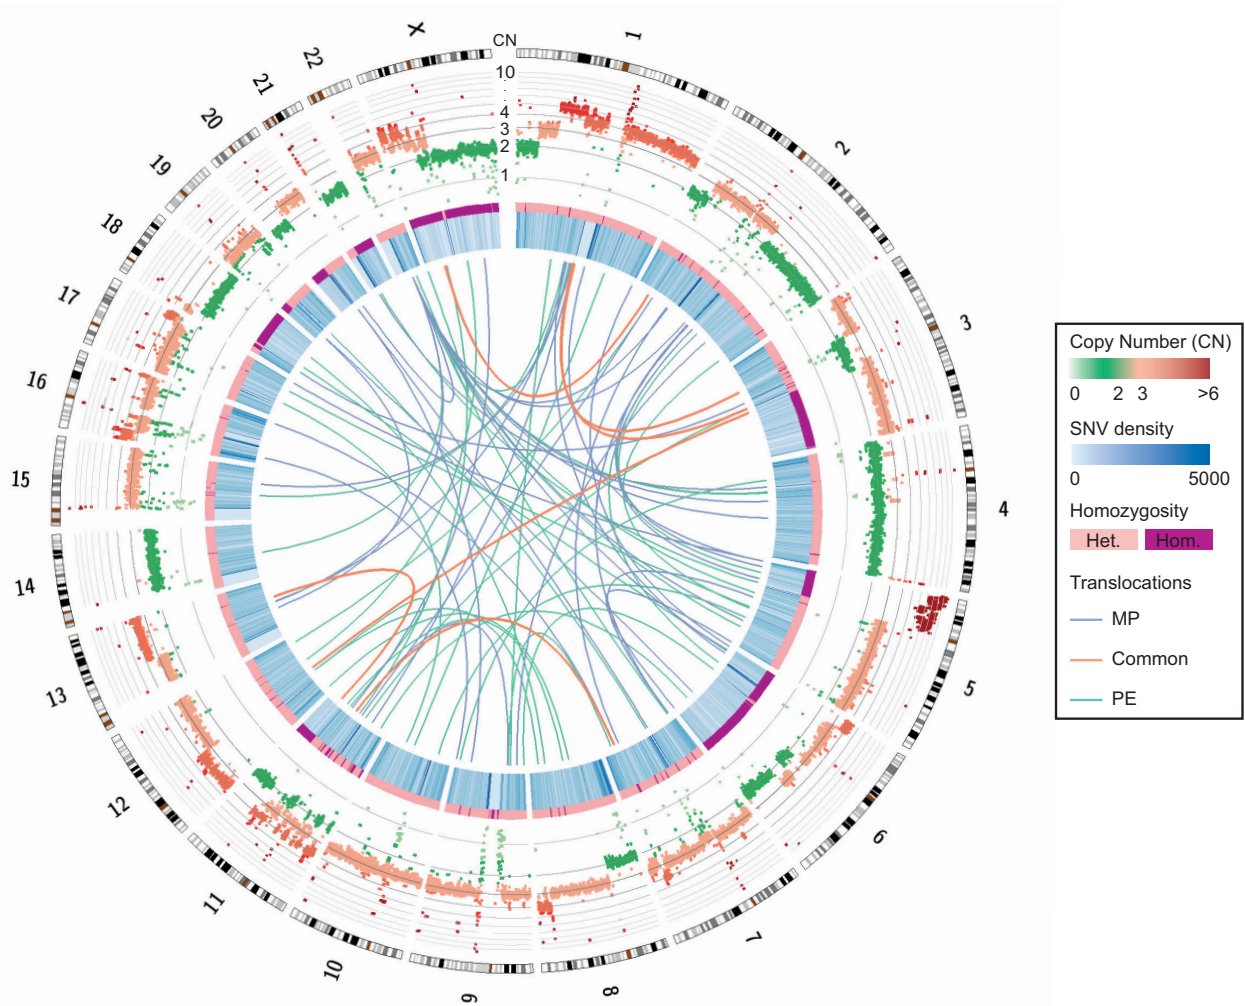 CN
10
.
.
4
3
2
1
1
2
3
4
5
6
7
8
9
10
11
12
13
14
15
16
17
18
19
20
21
22
X
Copy Number (CN)
0 2 3 >6
SNV density
0 5000
Homozygosity
Het. Hom.
Translocations
MP
Common
PE